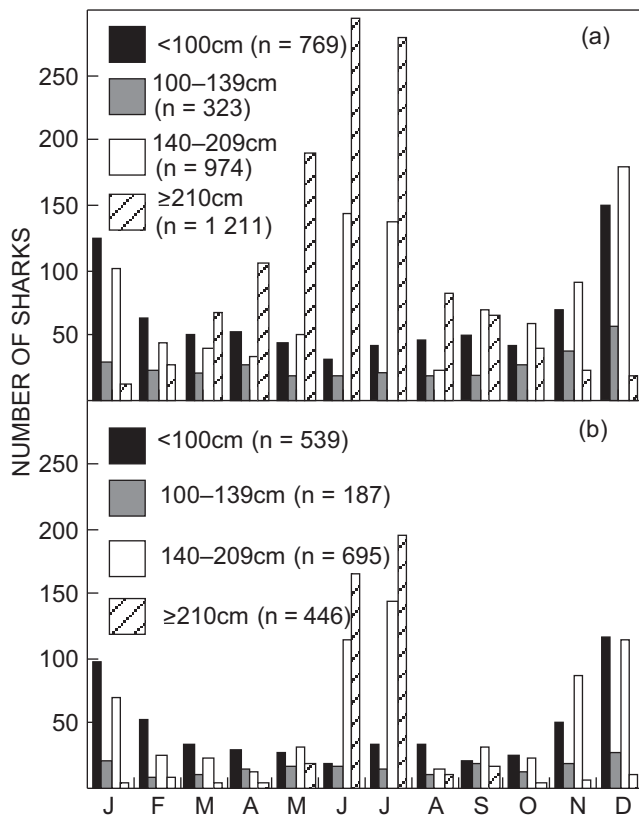 (a)
<100cm (n = 769)
100–139cm
(n = 323)
140–209cm
(n = 974)
≥210cm
(n = 1 211)
250
200
150
100
50
NUMBER OF SHARKS
(b)
<100cm (n = 539)
100–139cm (n = 187)
140–209cm (n = 695)
≥210cm (n = 446)
250
200
150
100
50
J F M A M J J A S O N D